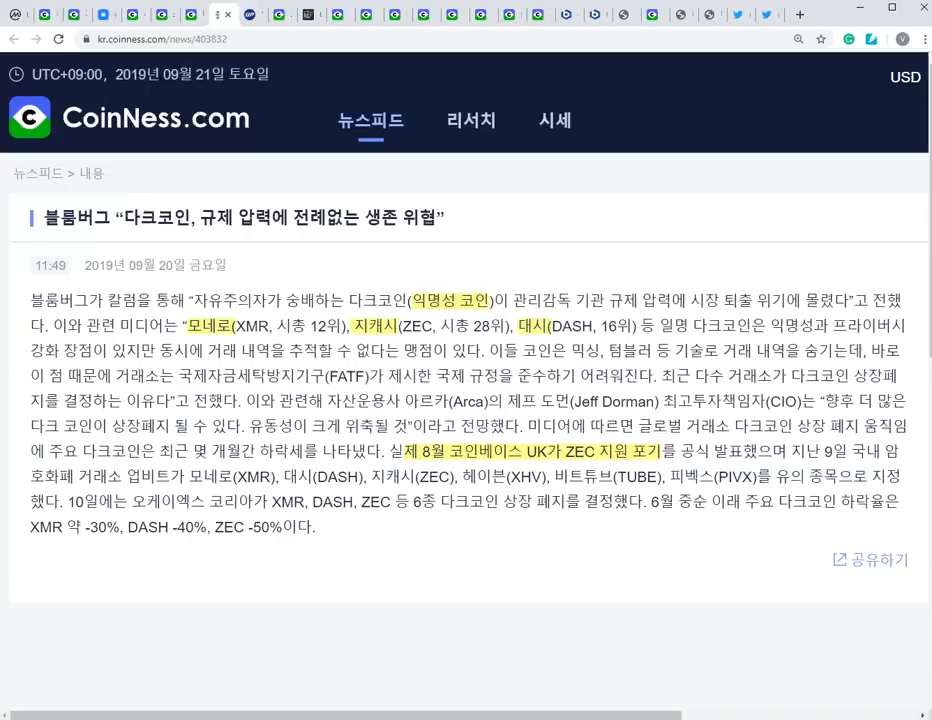 kr.coinness.com/news/403832
UTC+09:00, 2019년 09월 21일 토요일
USD
CoinNess.com
뉴스피드 리서치 시세
뉴스피드 > 내용
블룸버그 “다크코인, 규제 압력에 전례없는 생존 위협”
11:49 2019년 09월 20일 금요일
블룸버그가 칼럼을 통해 “자유주의자가 숭배하는 다크코인(익명성 코인)이 관리감독 기관 규제 압력에 시장 퇴출 위기에 몰렸다”고 전했
다. 이와 관련 미디어는 “모네로(XMR, 시총 12위), 지캐시(ZEC, 시총 28위), 대시(DASH, 16위) 등 일명 다크코인은 익명성과 프라이버시
강화 장점이 있지만 동시에 거래 내역을 추적할 수 없다는 맹점이 있다. 이들 코인은 믹싱, 텀블러 등 기술로 거래 내역을 숨기는데, 바로
이 점 때문에 거래소는 국제자금세탁방지기구(FATF)가 제시한 국제 규정을 준수하기 어려워진다. 최근 다수 거래소가 다크코인 상장폐
지를 결정하는 이유다”고 전했다. 이와 관련해 자산운용사 아르카(Arca)의 제프 도먼(Jeff Dorman) 최고투자책임자(CIO)는 “향후 더 많은
다크 코인이 상장폐지 될 수 있다. 유동성이 크게 위축될 것”이라고 전망했다. 미디어에 따르면 글로벌 거래소 다크코인 상장 폐지 움직임
에 주요 다크코인은 최근 몇 개월간 하락세를 나타냈다. 실제 8월 코인베이스 UK가 ZEC 지원 포기를 공식 발표했으며 지난 9일 국내 암
호화폐 거래소 업비트가 모네로(XMR), 대시(DASH), 지캐시(ZEC), 헤이븐(XHV), 비트튜브(TUBE), 피벡스(PIVX)를 유의 종목으로 지정
했다. 10일에는 오케이엑스 코리아가 XMR, DASH, ZEC 등 6종 다크코인 상장 폐지를 결정했다. 6월 중순 이래 주요 다크코인 하락율은
XMR 약 -30%, DASH -40%, ZEC -50%이다.
공유하기